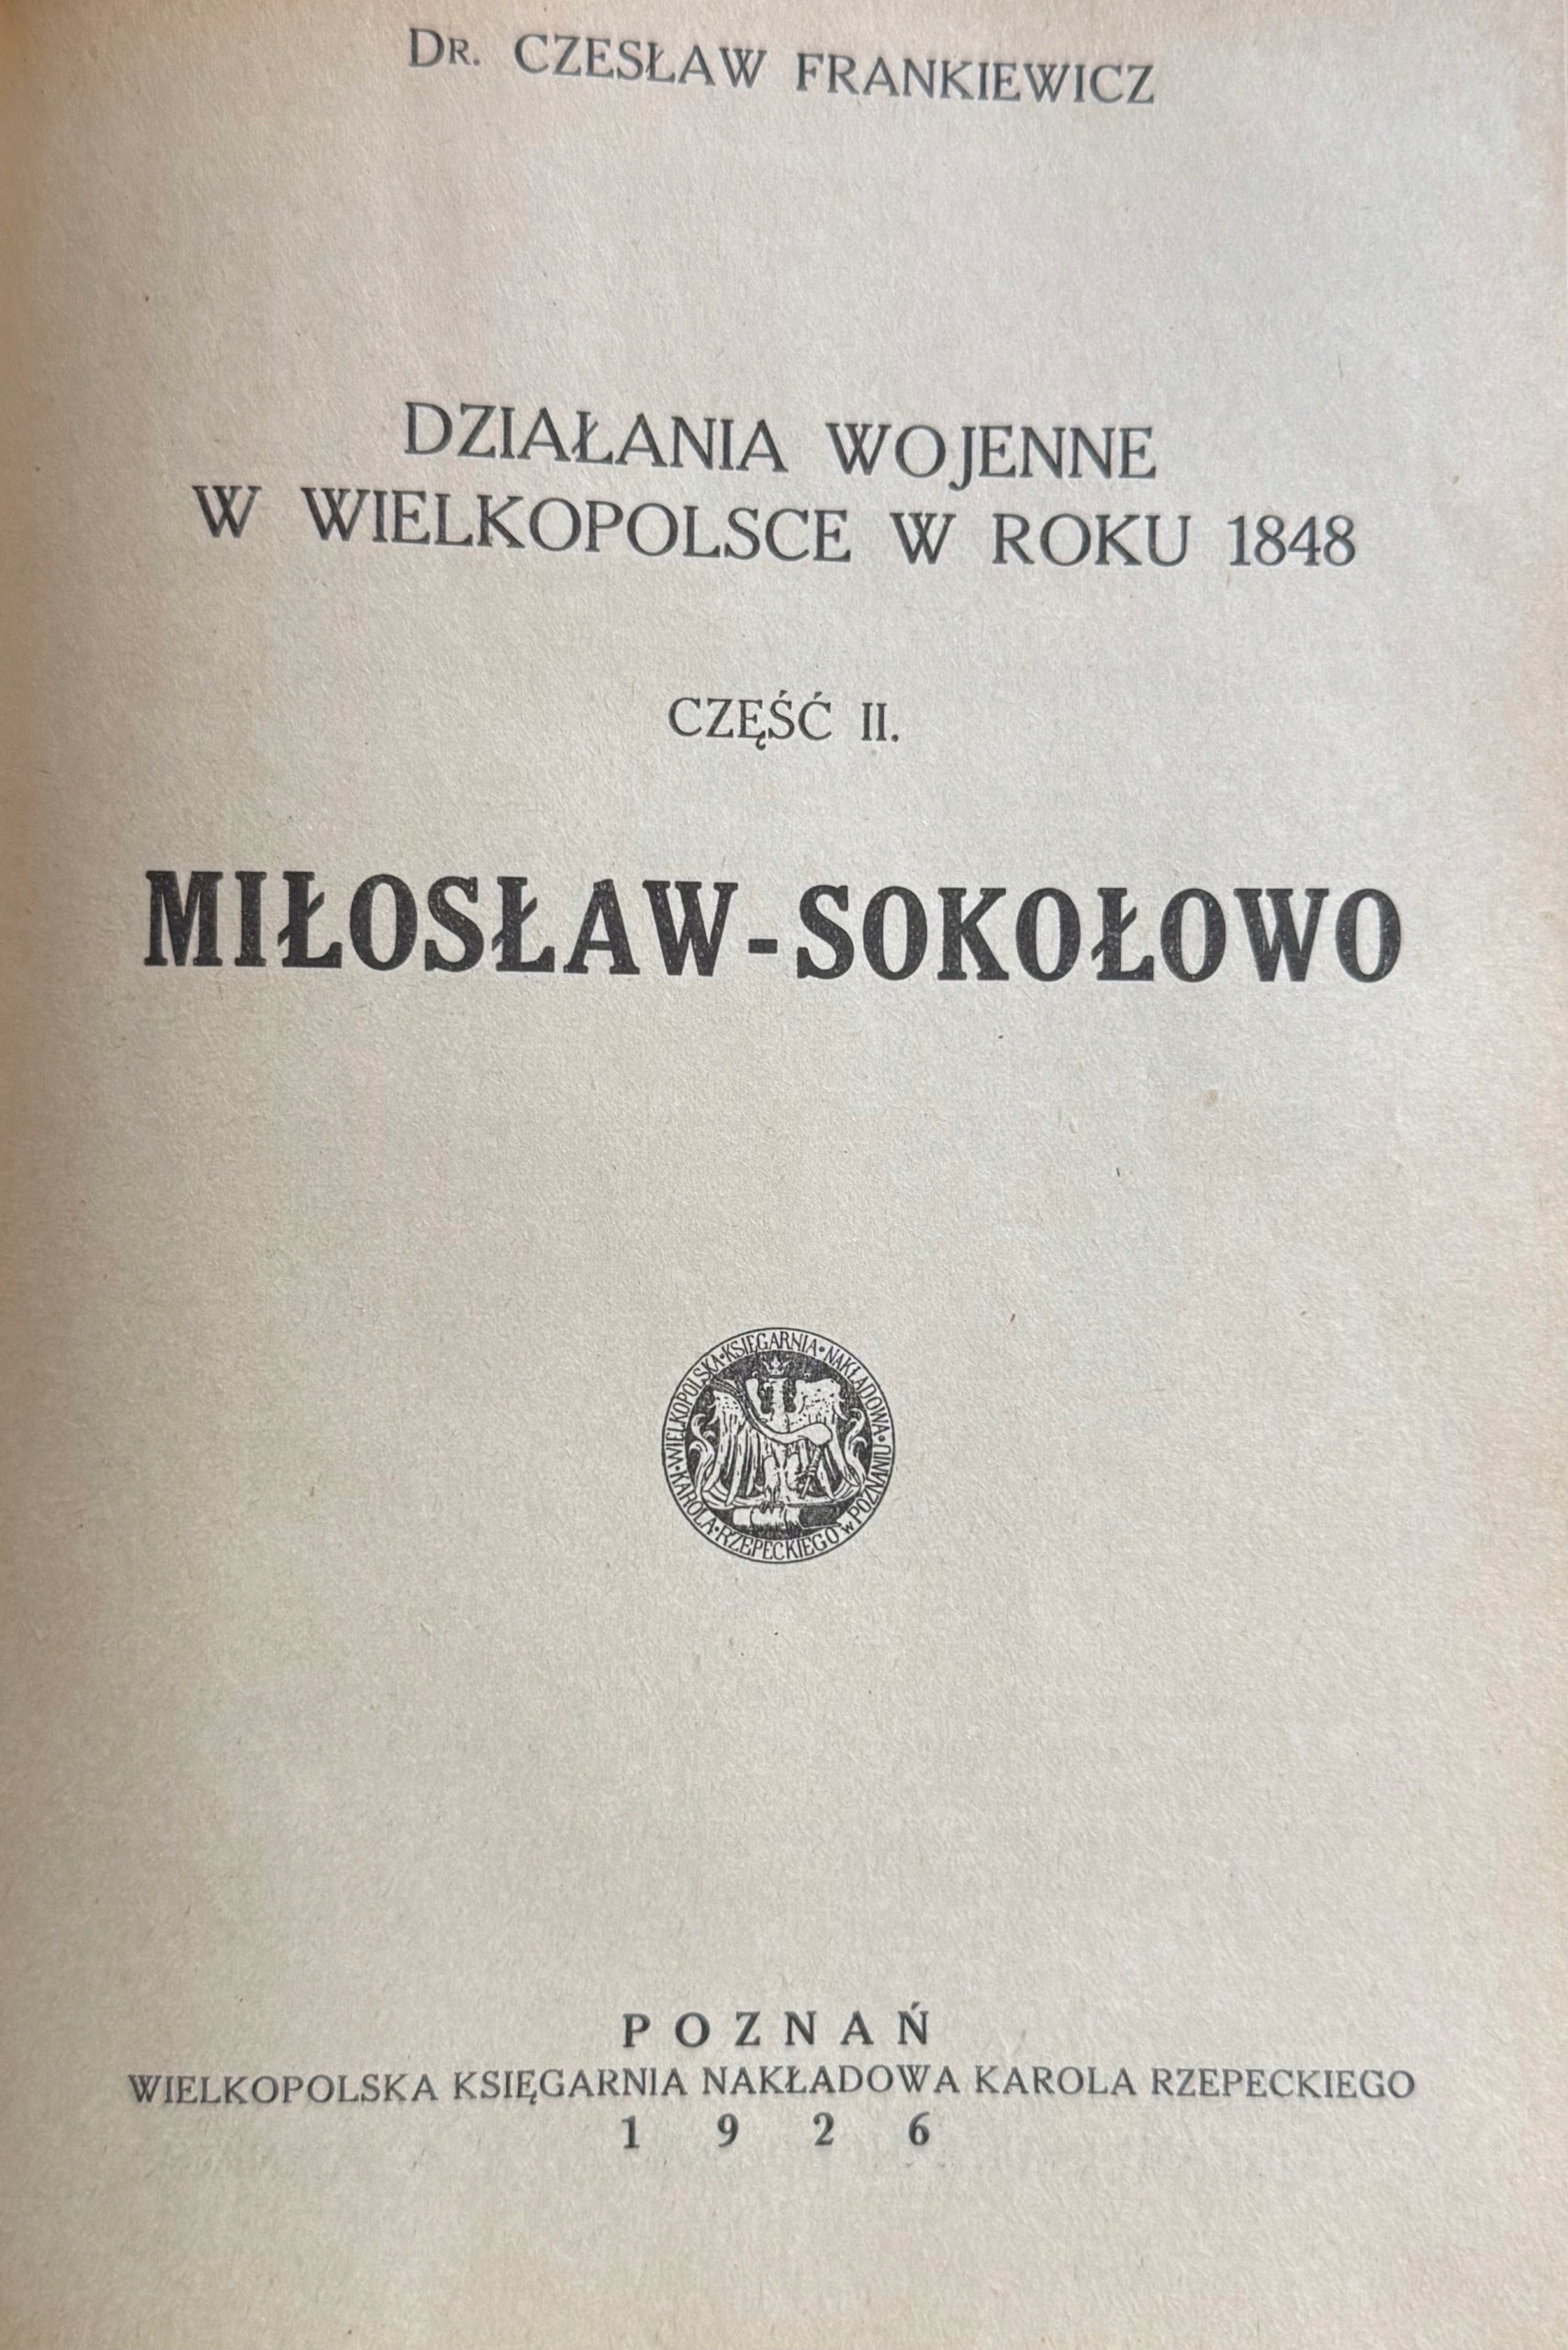 DR. CZESŁAW FRANKIEWICZ
DZIAŁANIA WOJENNE
W WIELKOPOLSCE W ROKU 1848
CZĘŚĆ II.
MIŁOSŁAW-SOKOŁOWO
WIELKOPOLSKA·KSIĘGARNIA·NAKŁADOWA·KAROLA·RZEPECKIEGO W POZNANIU·
POZNAŃ
WIELKOPOLSKA KSIĘGARNIA NAKŁADOWA KAROLA RZEPECKIEGO
1926